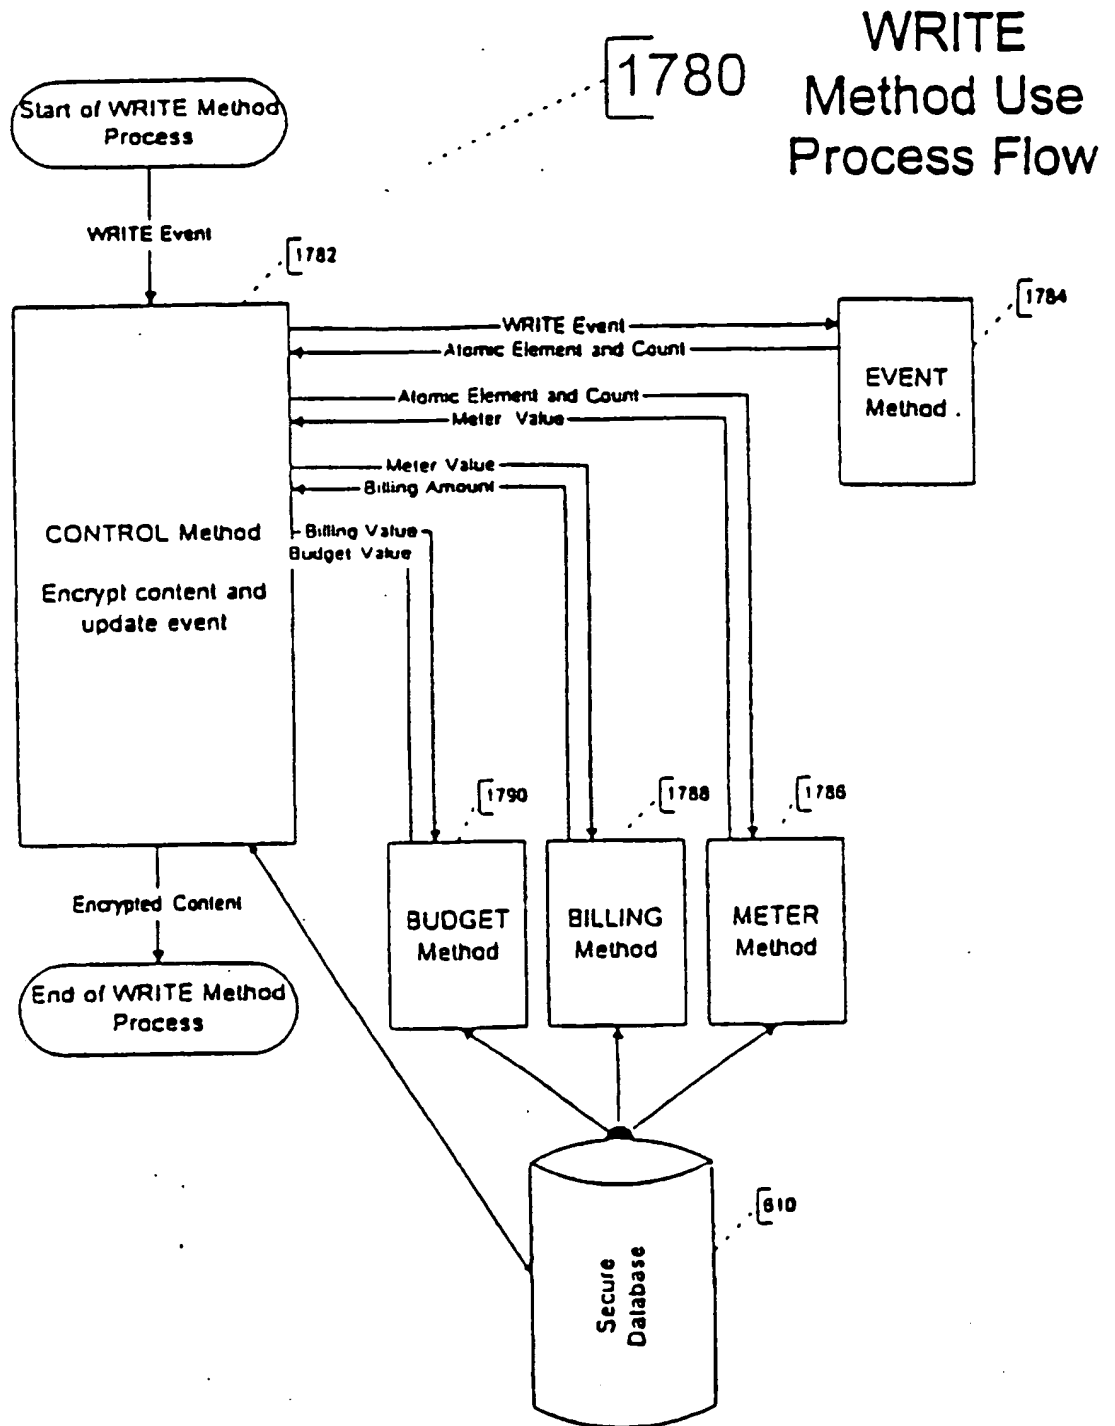 1780
WRITE
Method Use
Process Flow
Start of WRITE Method
Process
WRITE Event
1782
1784
WRITE Event
Atomic Element and Count
EVENT
Method
Atomic Element and Count
Meter Value
Meter Value
Billing Amount
Billing Value
Budget Value
CONTROL Method
Encrypt content and
update event
1790
1788
1786
Encrypted Content
BUDGET
Method
BILLING
Method
METER
Method
End of WRITE Method
Process
610
Secure
Database